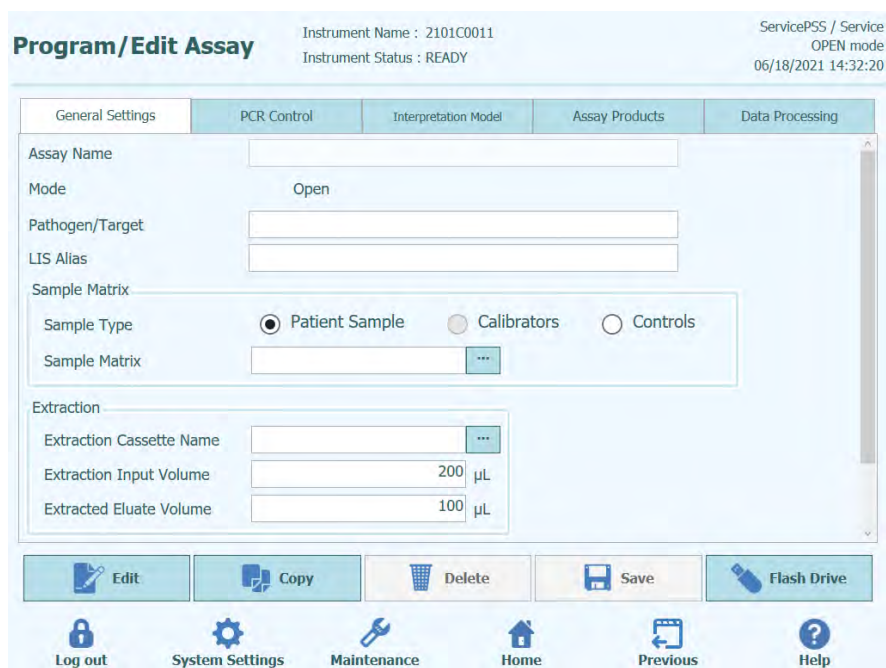 Program/Edit Assay
Instrument Name : 2101C0011
Instrument Status : READY
ServicePSS / Service
OPEN mode
06/18/2021 14:32:20
General Settings PCR Control Interpretation Model Assay Products Data Processing
Assay Name
Mode Open
Pathogen/Target
LIS Alias
Sample Matrix
Sample Type Patient Sample Calibrators Controls
Sample Matrix ...
Extraction
Extraction Cassette Name ...
Extraction Input Volume 200 µL
Extracted Eluate Volume 100 µL
Edit Copy Delete Save Flash Drive
Log out System Settings Maintenance Home Previous Help